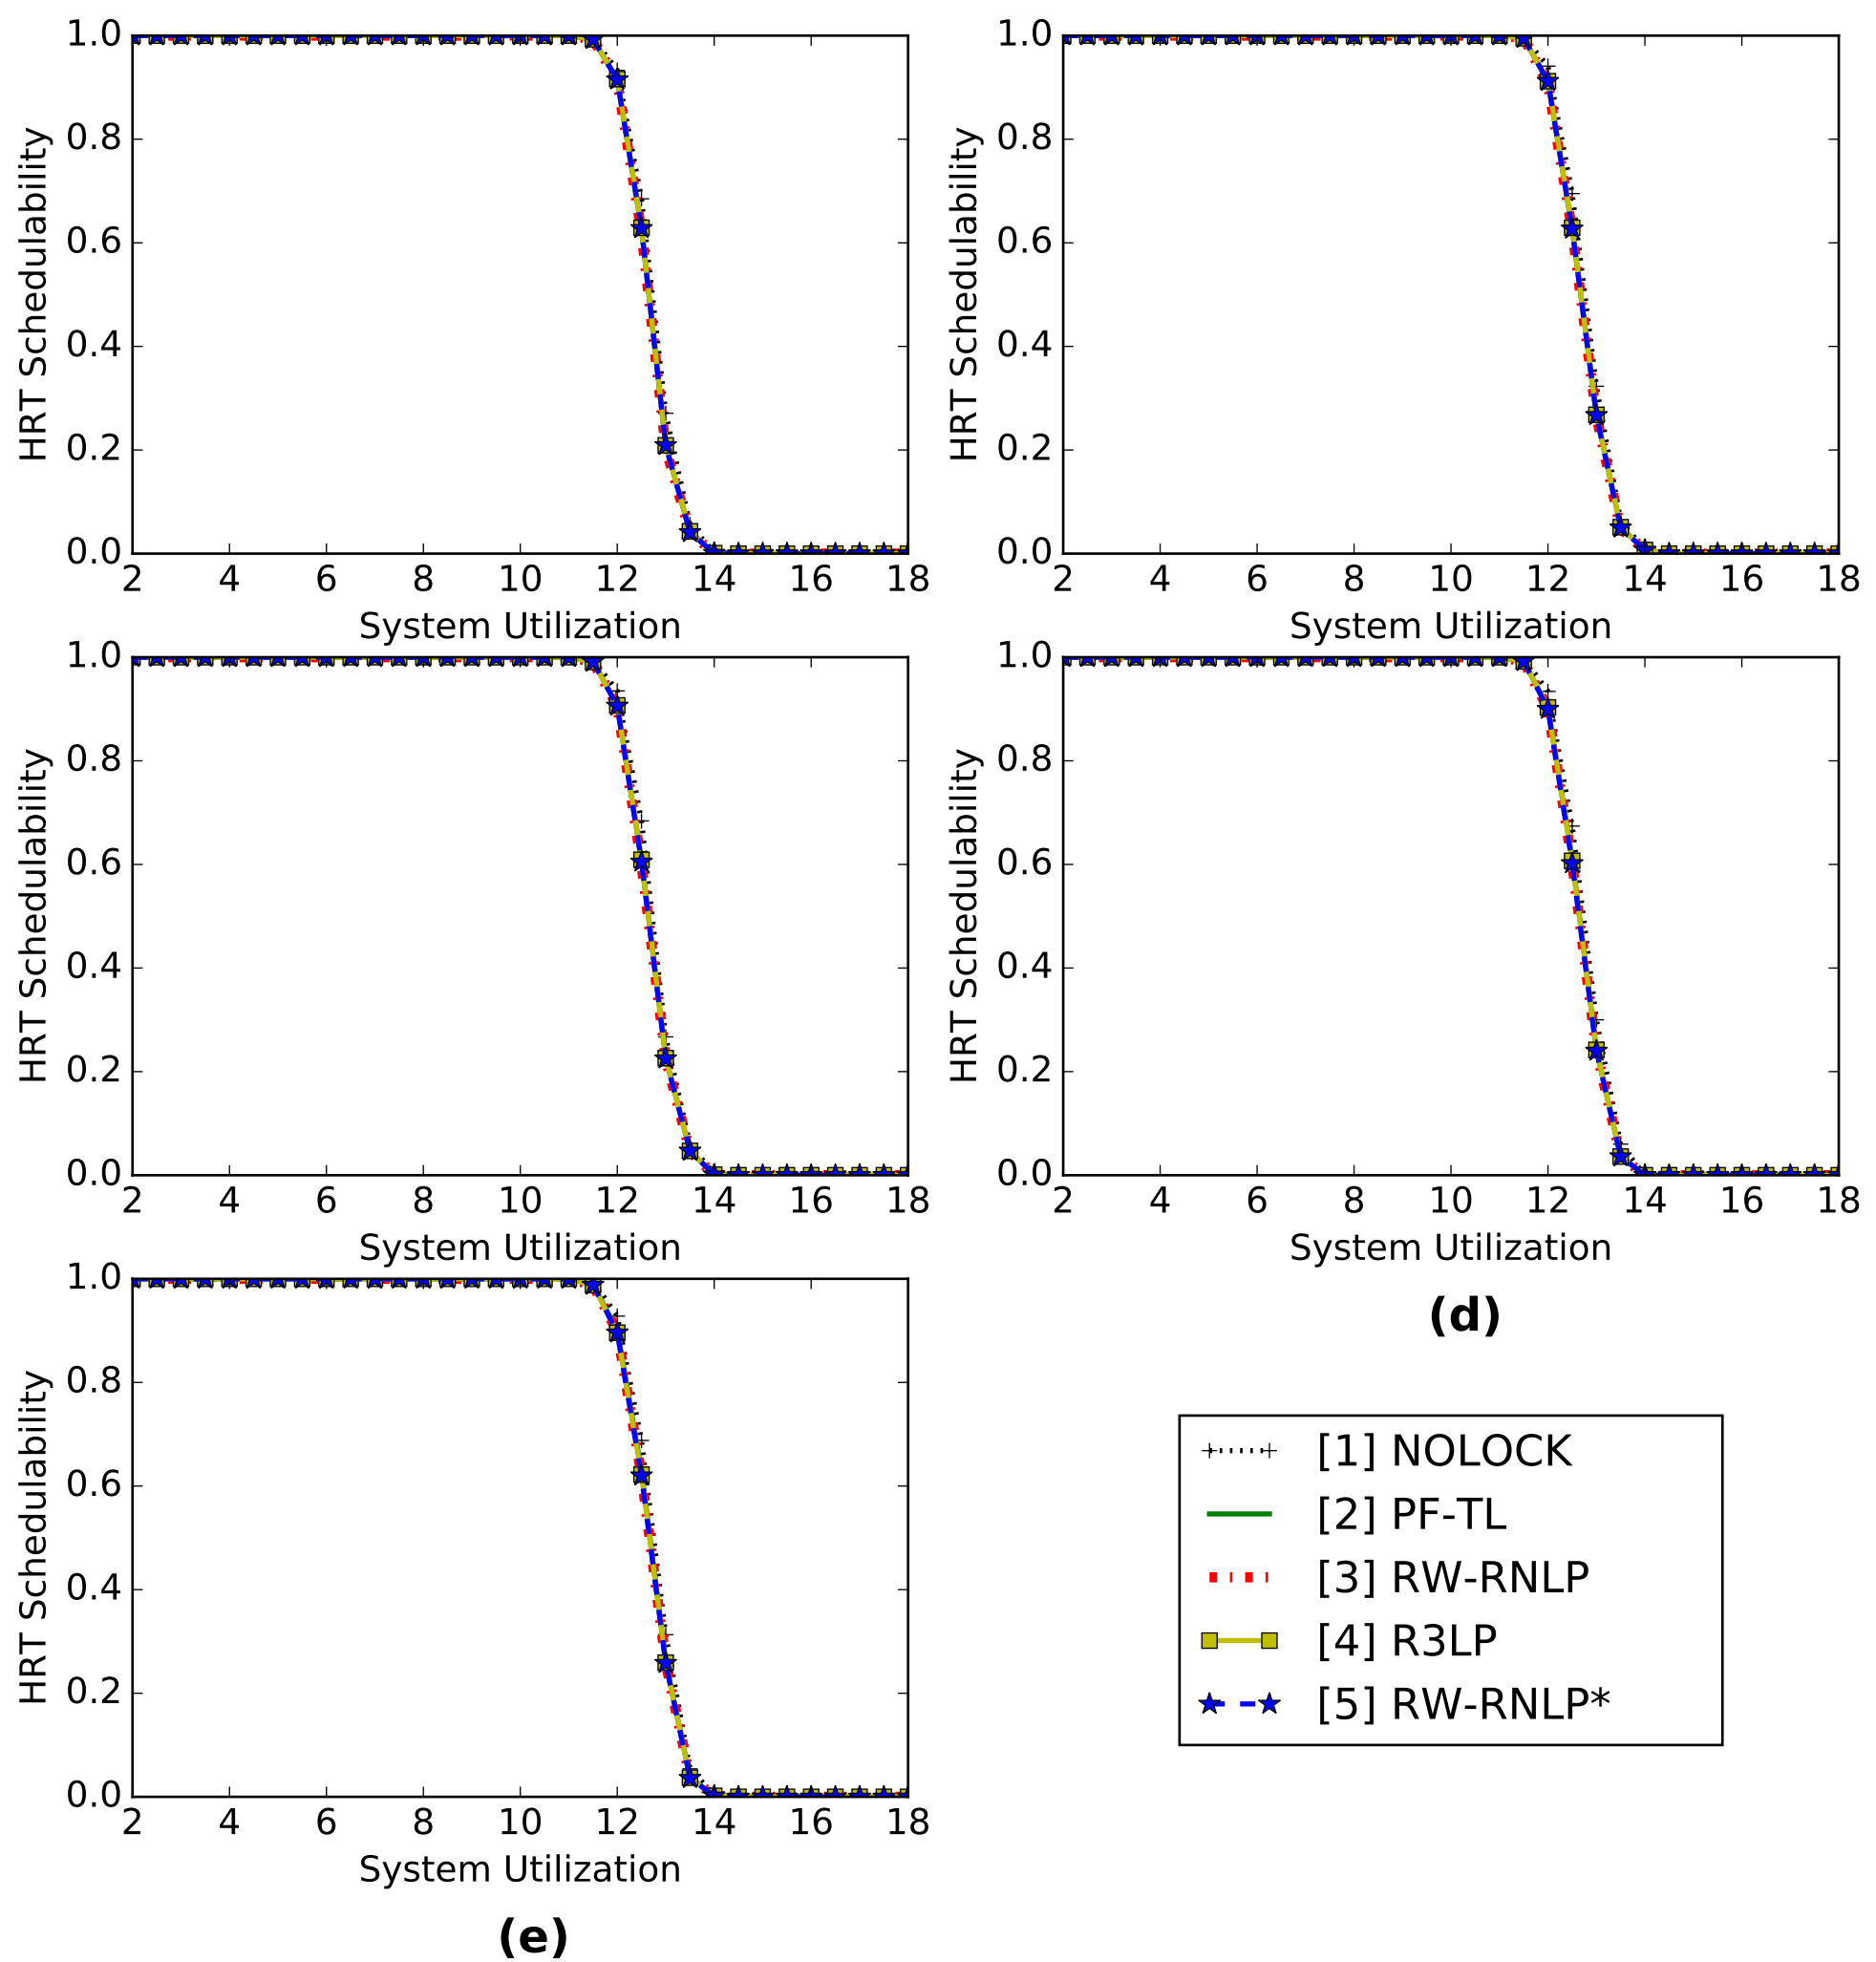 1.0
0.8
0.6
0.4
0.2
0.0
HRT Schedulability
2 4 6 8 10 12 14 16 18
System Utilization
1.0
0.8
0.6
0.4
0.2
0.0
HRT Schedulability
2 4 6 8 10 12 14 16 18
System Utilization
1.0
0.8
0.6
0.4
0.2
0.0
HRT Schedulability
2 4 6 8 10 12 14 16 18
System Utilization
1.0
0.8
0.6
0.4
0.2
0.0
HRT Schedulability
2 4 6 8 10 12 14 16 18
System Utilization
(d)
1.0
0.8
0.6
0.4
0.2
0.0
HRT Schedulability
2 4 6 8 10 12 14 16 18
System Utilization
(e)
[1] NOLOCK
[2] PF-TL
[3] RW-RNLP
[4] R3LP
[5] RW-RNLP*